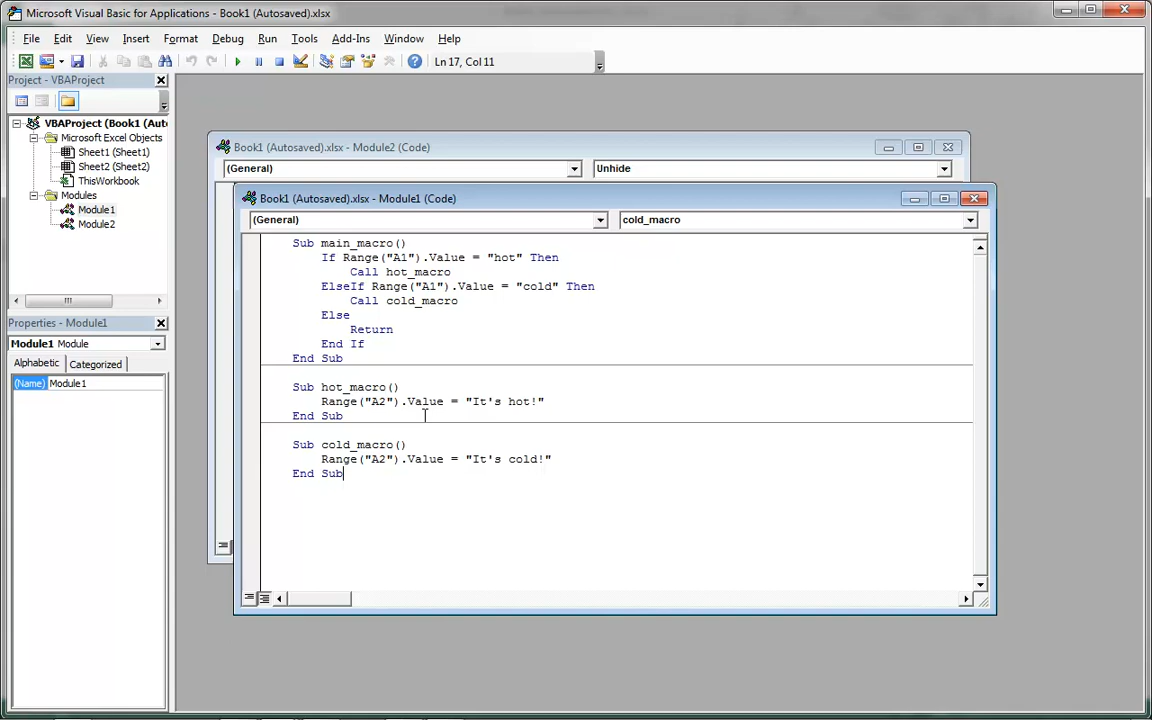 Microsoft Visual Basic for Applications - Book1 (Autosaved).xlsx
File Edit View Insert Format Debug Run Tools Add-Ins Window Help
Ln 17, Col 11
Project - VBAProject
VBAProject (Book1 (Aut
Microsoft Excel Objects
Sheet1 (Sheet1)
Sheet2 (Sheet2)
ThisWorkbook
Modules
Module1
Module2
Properties - Module1
Module1 Module
Alphabetic Categorized
(Name) Module1
Book1 (Autosaved).xlsx - Module2 (Code)
(General) Unhide
Book1 (Autosaved).xlsx - Module1 (Code)
(General) cold_macro
Sub main_macro()
If Range("A1").Value = "hot" Then
Call hot_macro
ElseIf Range("A1").Value = "cold" Then
Call cold_macro
Else
Return
End If
End Sub
Sub hot_macro()
Range("A2").Value = "It's hot!"
End Sub
Sub cold_macro()
Range("A2").Value = "It's cold!"
End Sub